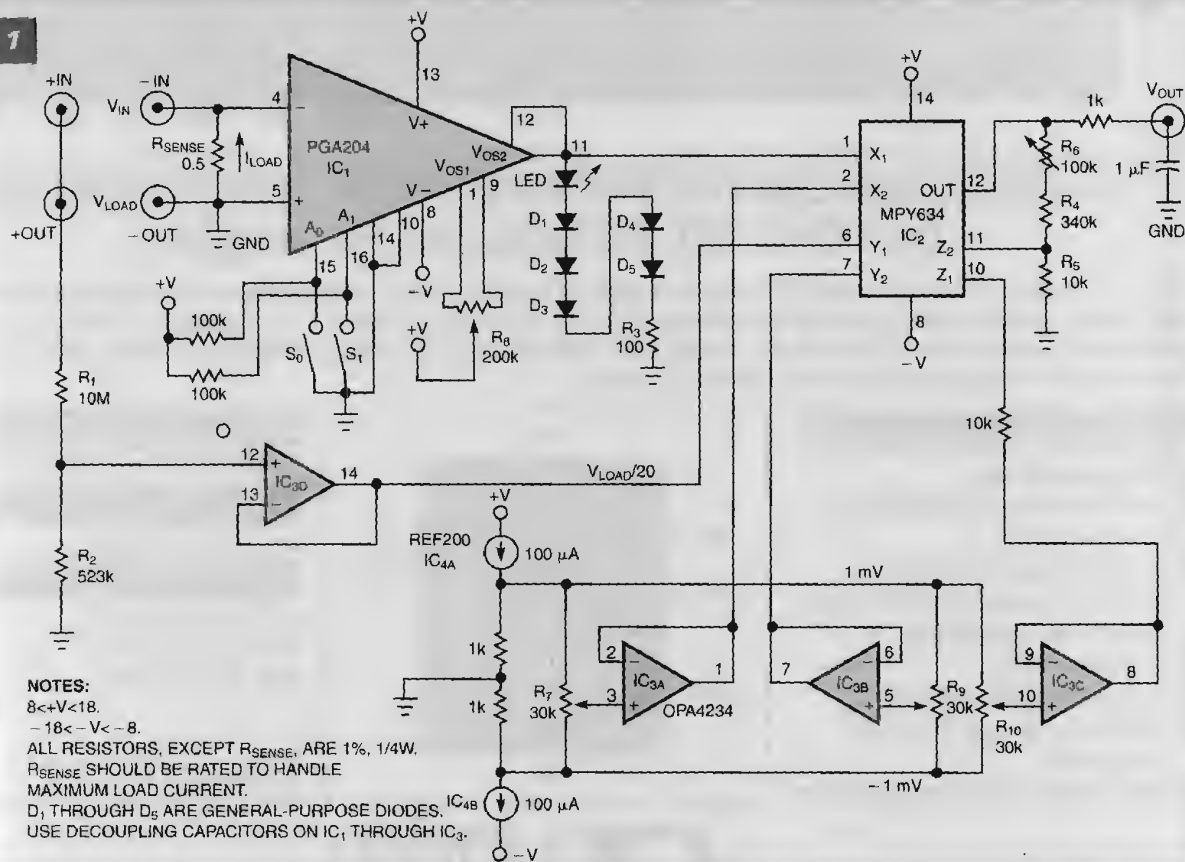 1
+IN
-IN
VIN
RSENSE
0.5
ILOAD
VLOAD
+OUT
-OUT
GND
4
5
+V
13
V+
PGA204
IC1
12
VOS2
11
VOS1
V-
1
9
A0
A1
14
10
8
15
16
-V
+V
100k
100k
S0
S1
+V
R8
200k
LED
D1
D2
D3
D4
D5
R3
100
+V
14
1
X1
2
X2
6
Y1
7
Y2
MPY634
IC2
OUT
12
Z2
11
Z1
10
8
-V
R6
100k
R4
340k
R5
10k
1k
VOUT
1 μF
GND
10k
R1
10M
R2
523k
12
13
IC3D
14
VLOAD/20
+V
REF200
IC4A
100 μA
1 mV
1k
1k
R7
30k
2
3
IC3A
1
OPA4234
7
IC3B
6
5
R9
30k
R10
30k
9
10
IC3C
8
-1 mV
IC4B
100 μA
-V
NOTES:
8<+V<18.
-18<-V<-8.
ALL RESISTORS, EXCEPT RSENSE, ARE 1%, 1/4W.
RSENSE SHOULD BE RATED TO HANDLE
MAXIMUM LOAD CURRENT.
D1 THROUGH D5 ARE GENERAL-PURPOSE DIODES.
USE DECOUPLING CAPACITORS ON IC1 THROUGH IC3.